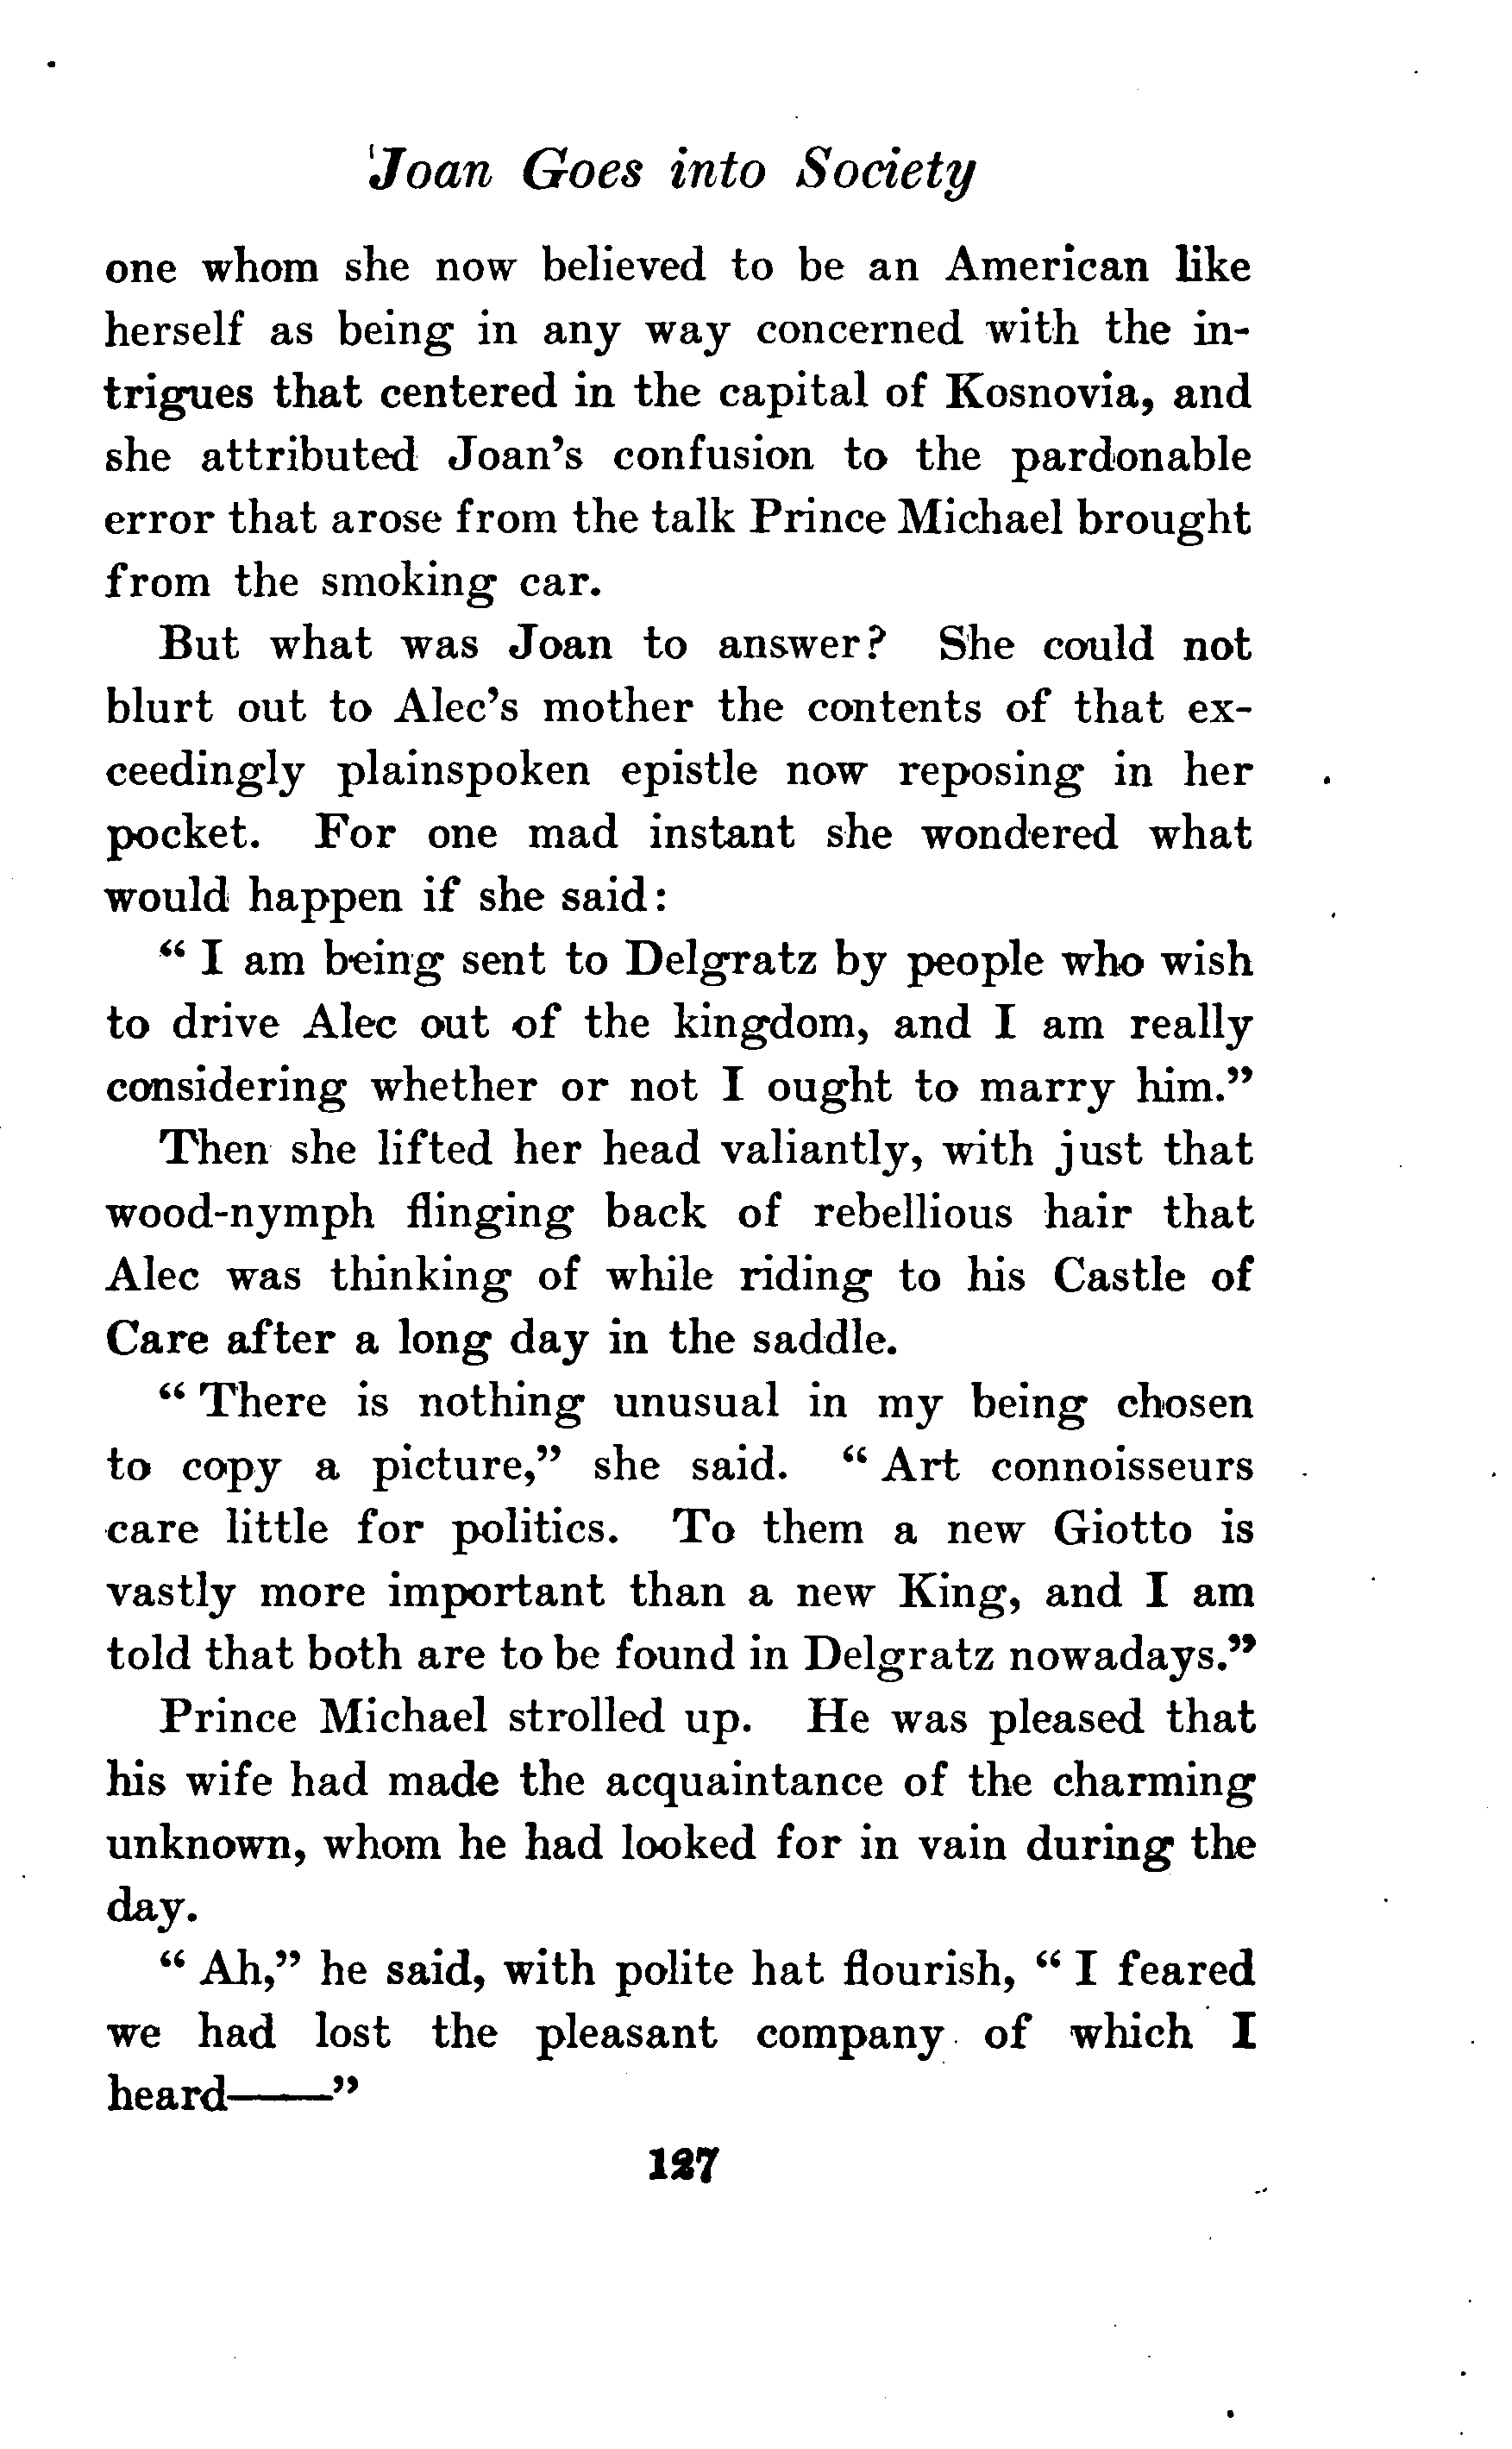 Joan Goes into Society
one whom she now believed to be an American like
herself as being in any way concerned with the in-
trigues that centered in the capital of Kosnovia, and
she attributed Joan's confusion to the pardonable
error that arose from the talk Prince Michael brought
from the smoking car.
But what was Joan to answer? She could not
blurt out to Alec's mother the contents of that ex-
ceedingly plainspoken epistle now reposing in her
pocket. For one mad instant she wondered what
would happen if she said:
"I am being sent to Delgratz by people who wish
to drive Alec out of the kingdom, and I am really
considering whether or not I ought to marry him."
Then she lifted her head valiantly, with just that
wood-nymph flinging back of rebellious hair that
Alec was thinking of while riding to his Castle of
Care after a long day in the saddle.
"There is nothing unusual in my being chosen
to copy a picture," she said. "Art connoisseurs
care little for politics. To them a new Giotto is
vastly more important than a new King, and I am
told that both are to be found in Delgratz nowadays."
Prince Michael strolled up. He was pleased that
his wife had made the acquaintance of the charming
unknown, whom he had looked for in vain during the
day.
"Ah," he said, with polite hat flourish, "I feared
we had lost the pleasant company of which I
heard——"
127